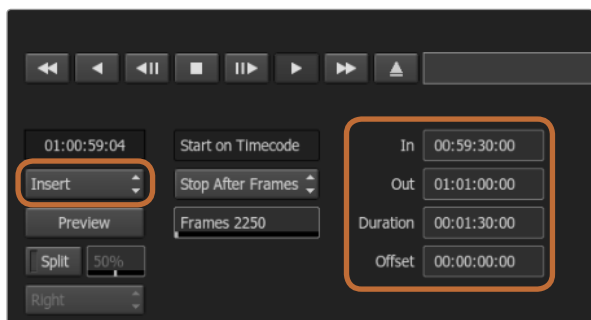 01:00:59:04 Start on Timecode In 00:59:30:00
Insert Stop After Frames Out 01:01:00:00
Preview Frames 2250 Duration 00:01:30:00
Split 50% Offset 00:00:00:00
Right